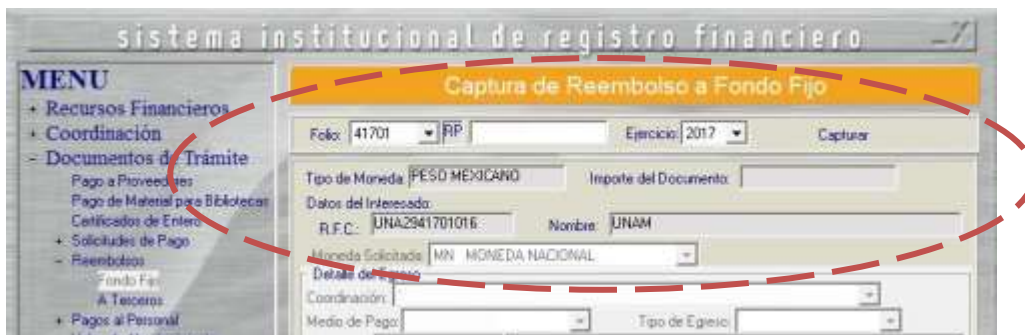 sistema institucional de registro financiero
MENU
+ Recursos Financieros
+ Coordinación
- Documentos de Trámite
Pago a Proveedores
Pago de Material para Bibliotecas
Certificados de Entero
+ Solicitudes de Pago
- Reembolsos
Fondo Fijo
A Terceros
+ Pagos al Personal
Captura de Reembolso a Fondo Fijo
Folio: 41701 RP Ejercicio: 2017 Capturar
Tipo de Moneda: PESO MEXICANO Importe del Documento:
Datos del Interesado:
R.F.C.: UNA2941701016 Nombre: UNAM
Moneda Solicitada: MN MONEDA NACIONAL
Detalle del Egreso
Coordinación:
Medio de Pago: Tipo de Egreso: